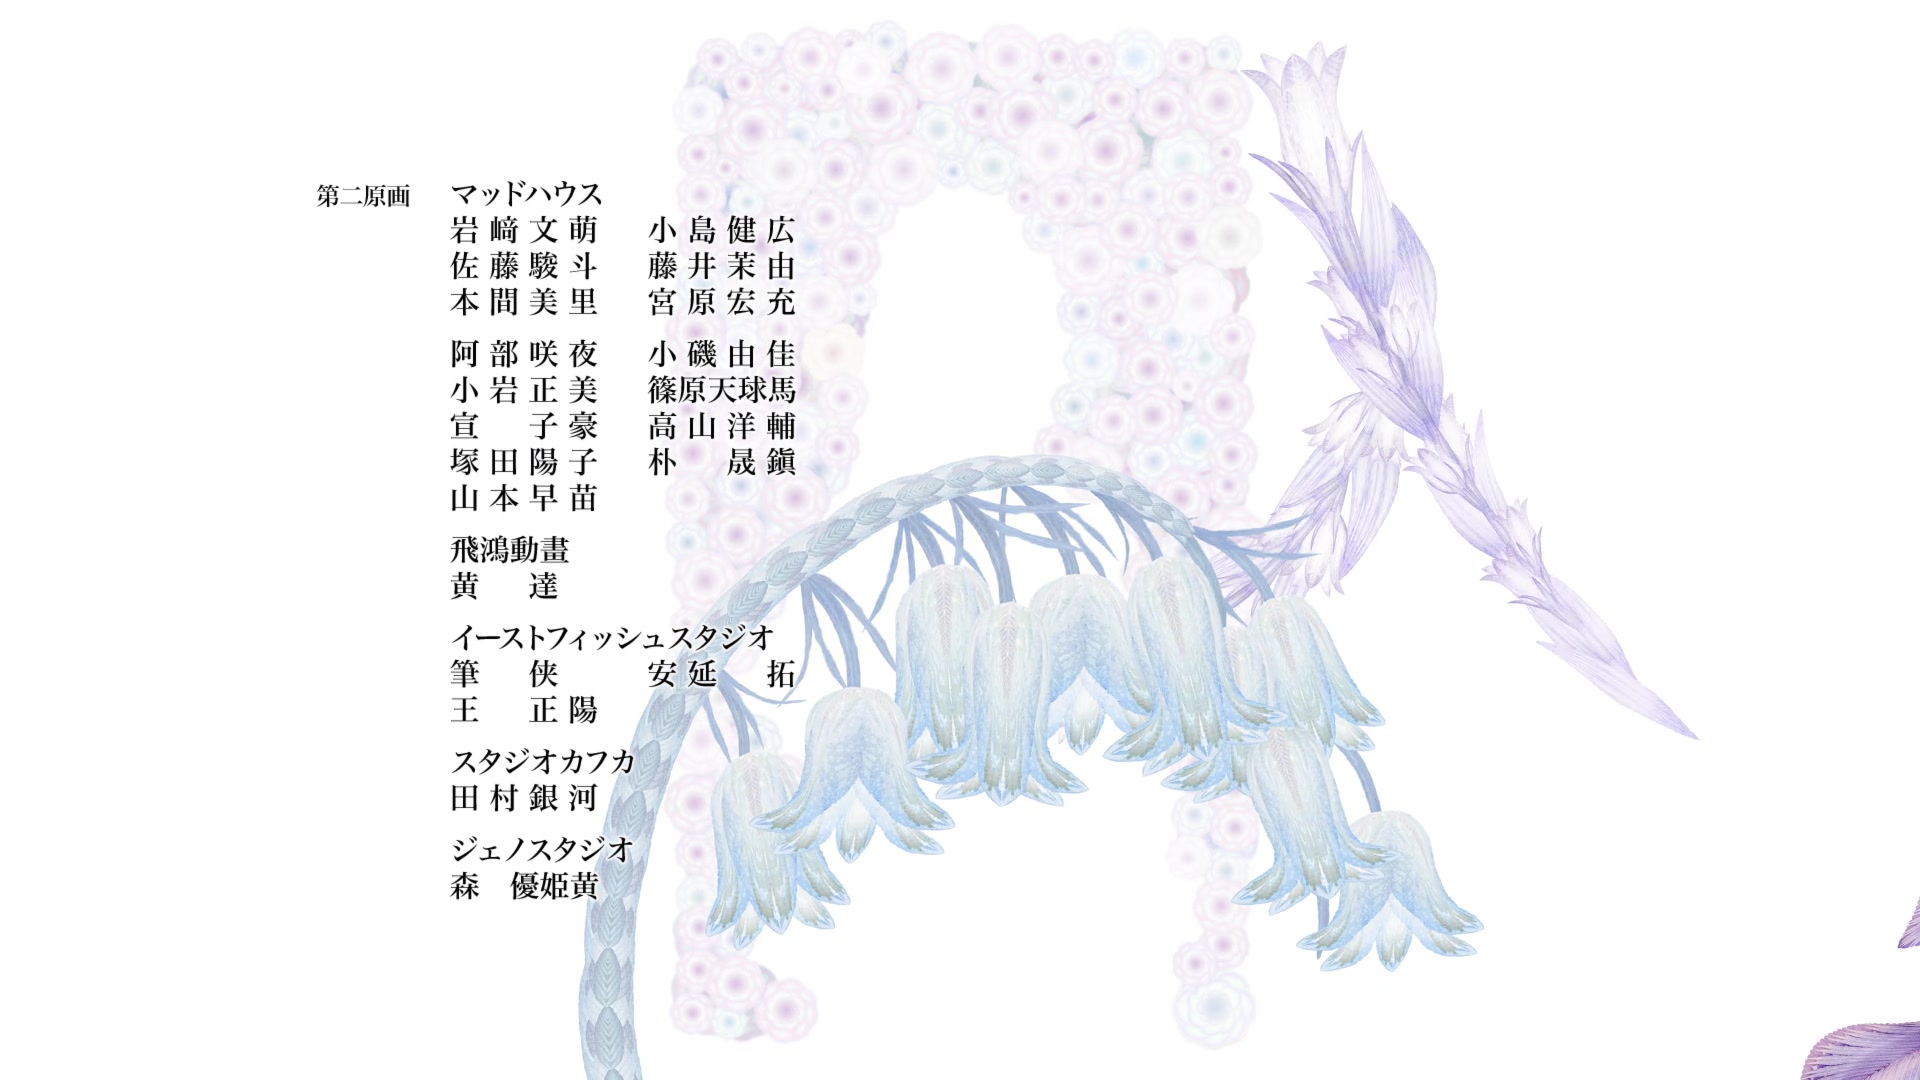 第二原画 マッドハウス
岩﨑文萌 小島健広
佐藤駿斗 藤井茉由
本間美里 宮原宏充
阿部咲夜 小磯由佳
小岩正美 篠原天球馬
宣 子豪 高山洋輔
塚田陽子 朴 晟鎭
山本早苗
飛鴻動畫
黄 達
イーストフィッシュスタジオ
筆 侠 安延 拓
王 正陽
スタジオカフカ
田村銀河
ジェノスタジオ
森 優姫黄